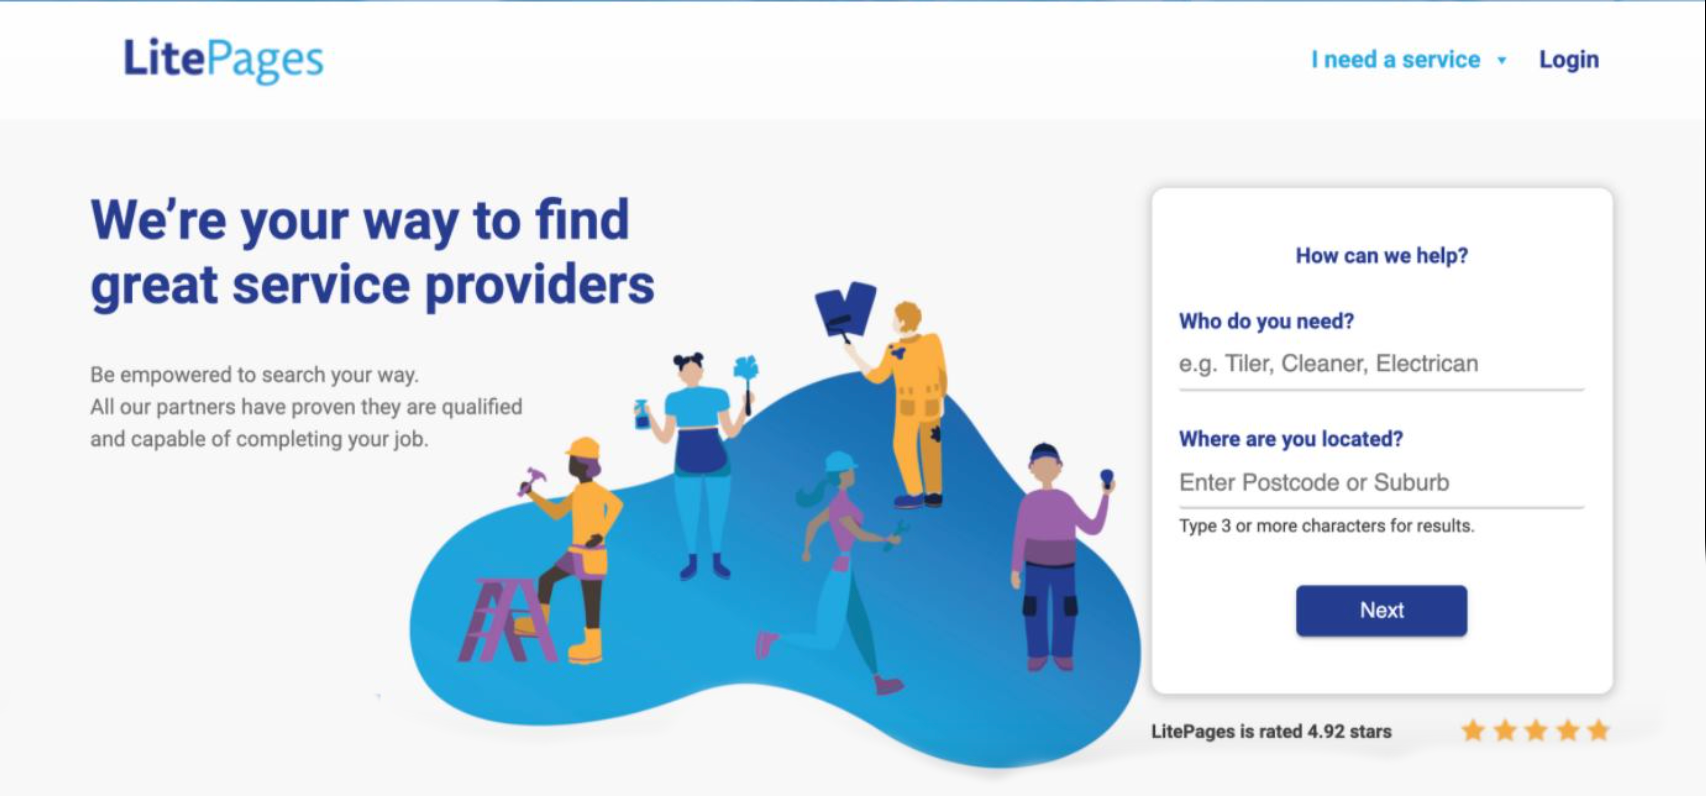 LitePages
I need a service
Login
We're your way to find
great service providers
Be empowered to search your way.
All our partners have proven they are qualified
and capable of completing your job.
How can we help?
Who do you need?
e.g. Tiler, Cleaner, Electrican
Where are you located?
Enter Postcode or Suburb
Type 3 or more characters for results.
Next
LitePages is rated 4.92 stars